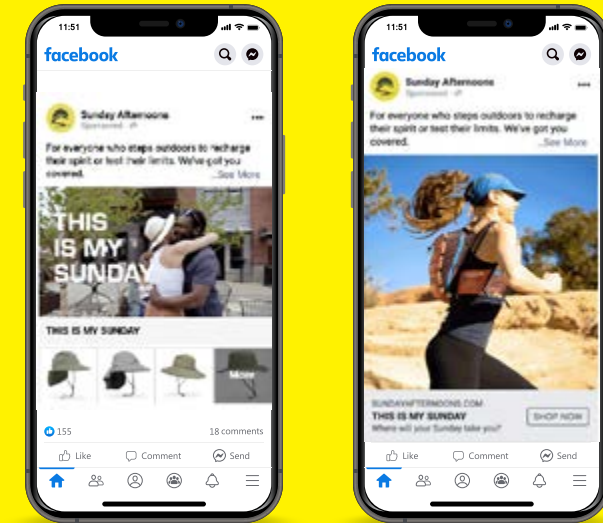 11:51
facebook
Sunday Afternoons
Sponsored
For everyone who steps outdoors to recharge
their spirit or test their limits. We've got you
covered.
...See More
THIS
IS MY
SUNDAY
THIS IS MY SUNDAY
More
155
18 comments
Like
Comment
Send
11:51
facebook
Sunday Afternoons
Sponsored
For everyone who steps outdoors to recharge
their spirit or test their limits. We've got you
covered.
...See More
SUNDAYAFTERNOONS.COM
THIS IS MY SUNDAY
Where will your Sunday take you?
SHOP NOW
Like
Comment
Send